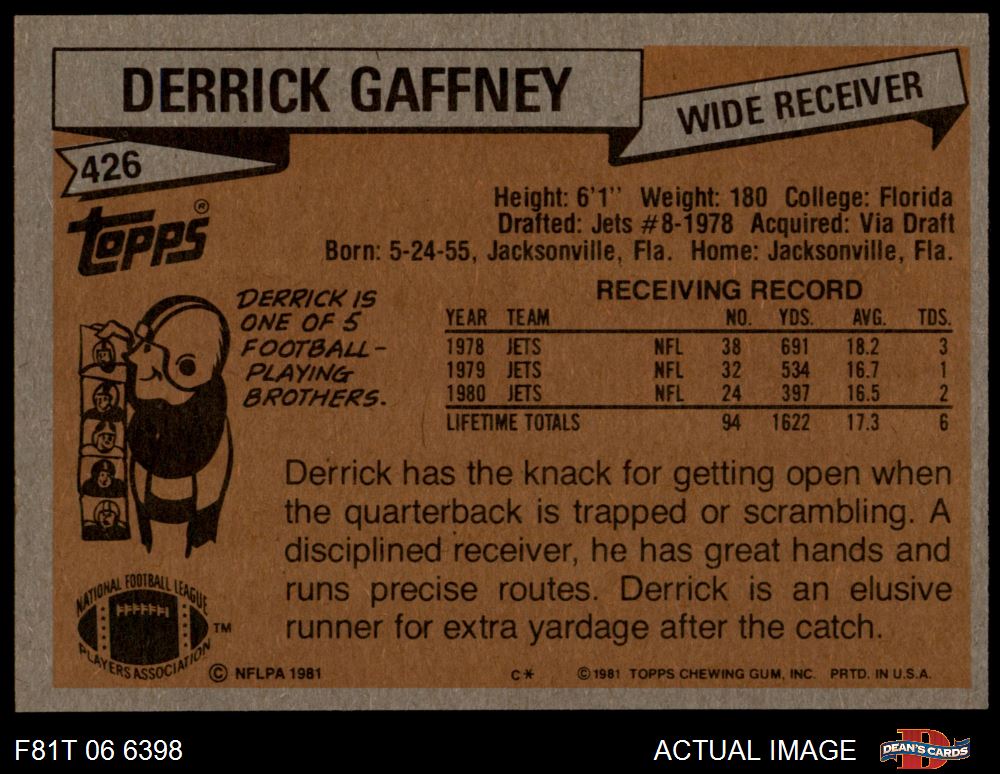 DERRICK GAFFNEY
WIDE RECEIVER
426
topps®
Height: 6'1'' Weight: 180 College: Florida
Drafted: Jets #8-1978 Acquired: Via Draft
Born: 5-24-55, Jacksonville, Fla. Home: Jacksonville, Fla.
DERRICK IS
ONE OF 5
FOOTBALL-
PLAYING
BROTHERS.
RECEIVING RECORD
YEAR TEAM NO. YDS. AVG. TDS.
1978 JETS NFL 38 691 18.2 3
1979 JETS NFL 32 534 16.7 1
1980 JETS NFL 24 397 16.5 2
LIFETIME TOTALS 94 1622 17.3 6
Derrick has the knack for getting open when
the quarterback is trapped or scrambling. A
disciplined receiver, he has great hands and
runs precise routes. Derrick is an elusive
runner for extra yardage after the catch.
NATIONAL FOOTBALL LEAGUE
PLAYERS ASSOCIATION
TM
© NFLPA 1981
C*
© 1981 TOPPS CHEWING GUM, INC. PRTD. IN U.S.A.
F81T 06 6398
ACTUAL IMAGE
DEAN'S CARDS